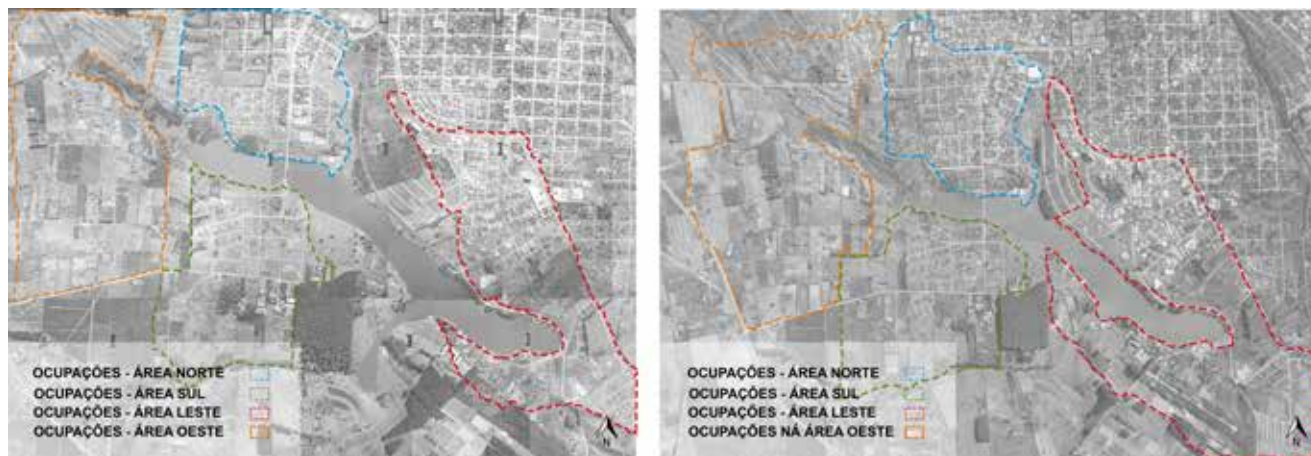 OCUPAÇÕES - ÁREA NORTE
OCUPAÇÕES - ÁREA SUL
OCUPAÇÕES - ÁREA LESTE
OCUPAÇÕES - ÁREA OESTE
N
OCUPAÇÕES - ÁREA NORTE
OCUPAÇÕES - ÁREA SUL
OCUPAÇÕES - ÁREA LESTE
OCUPAÇÕES NÁ ÁREA OESTE
N